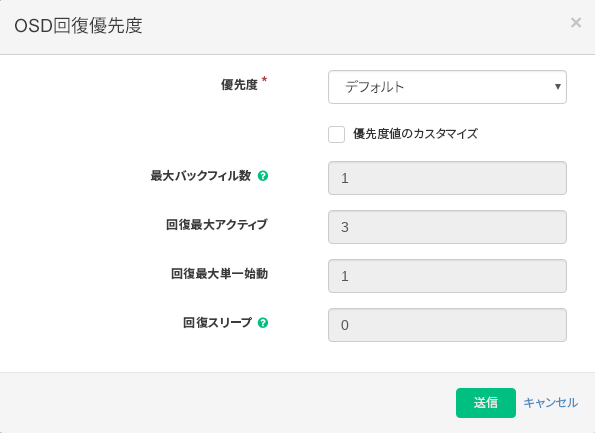 OSD回復優先度
×
優先度 *
デフォルト
優先度値のカスタマイズ
最大バックフィル数 ?
1
回復最大アクティブ
3
回復最大単一始動
1
回復スリープ ?
0
送信 キャンセル